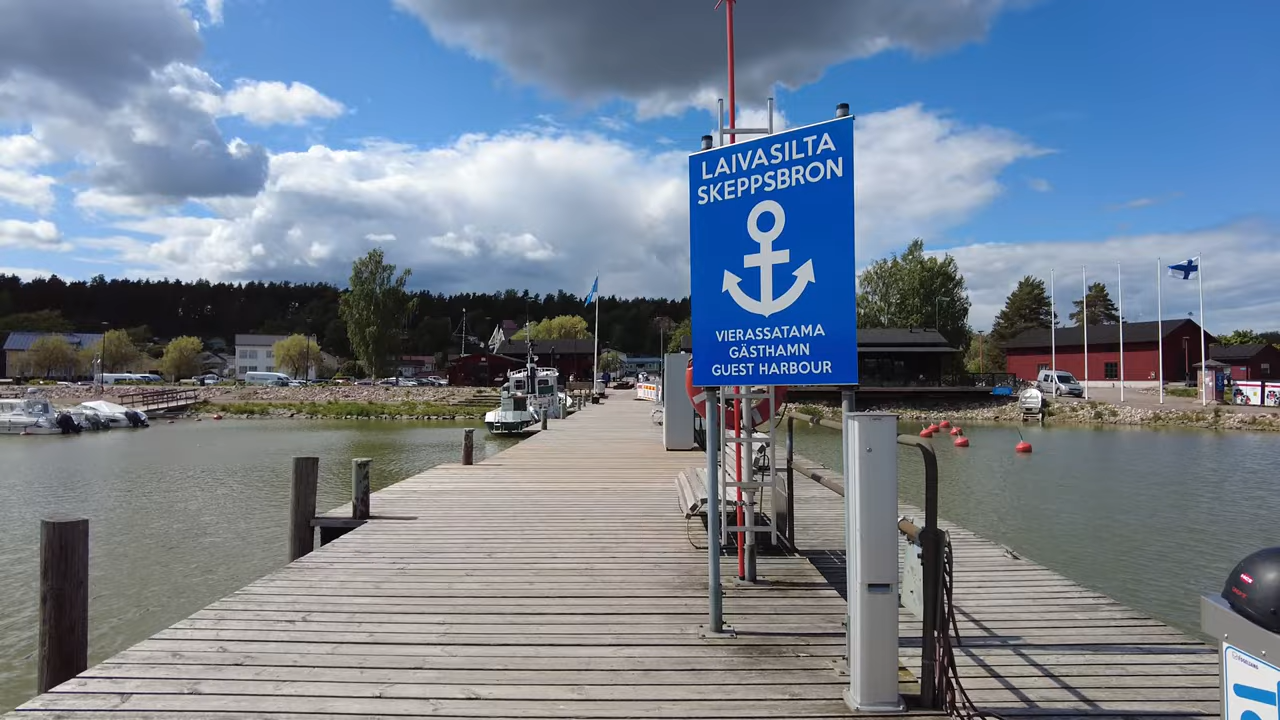 LAIVASILTA
SKEPPSBRON
VIERASSATAMA
GÄSTHAMN
GUEST HARBOUR